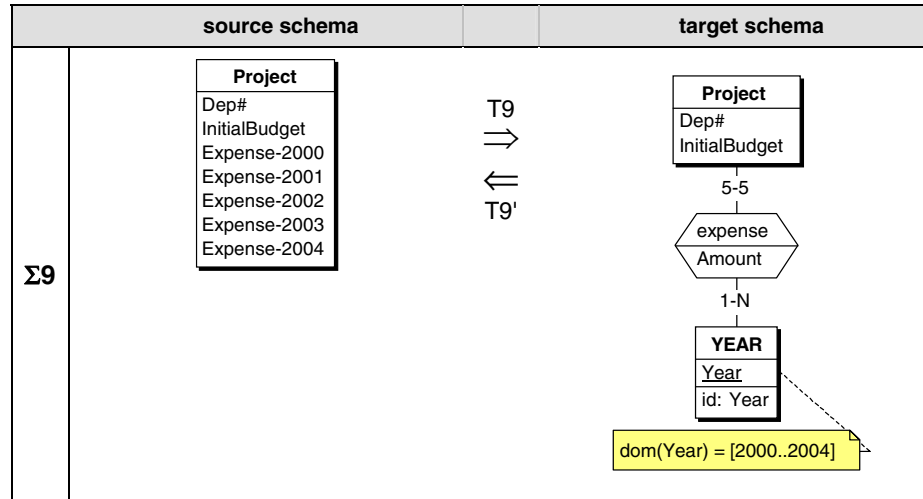 source schema
target schema
Σ9
Project
Dep#
InitialBudget
Expense-2000
Expense-2001
Expense-2002
Expense-2003
Expense-2004
T9
⇒
⇐
T9'
Project
Dep#
InitialBudget
5-5
expense
Amount
1-N
YEAR
Year
id: Year
dom(Year) = [2000..2004]